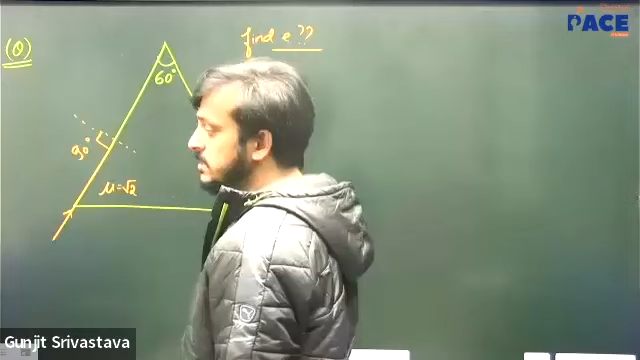 (Q)
find e ??
60°
90°
μ=√2
PACE
Gunjit Srivastava